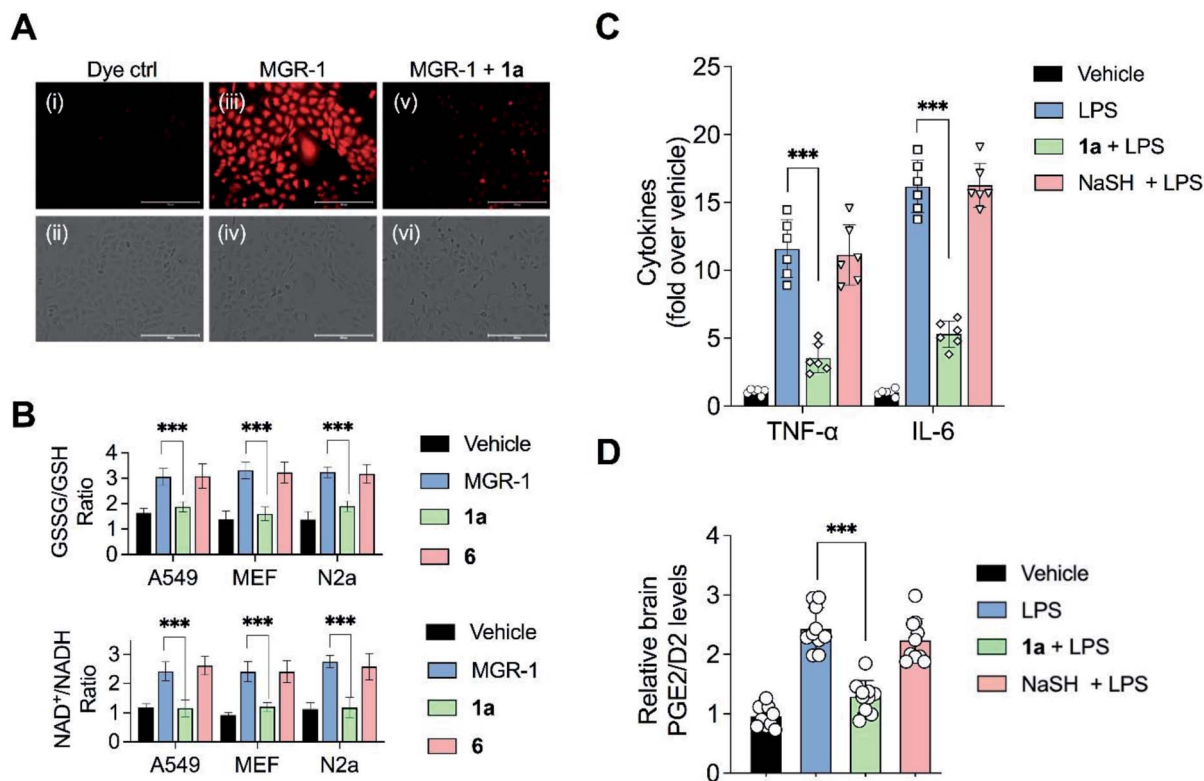 A
Dye ctrl
MGR-1
MGR-1 + 1a
(i)
(iii)
(v)
(ii)
(iv)
(vi)
B
GSSG/GSH
Ratio
4
3
2
1
0
***
***
***
A549
MEF
N2a
Vehicle
MGR-1
1a
6
NAD⁺/NADH
Ratio
4
3
2
1
0
***
***
***
A549
MEF
N2a
Vehicle
MGR-1
1a
6
C
Cytokines
(fold over vehicle)
25
20
15
10
5
0
***
***
TNF-α
IL-6
Vehicle
LPS
1a + LPS
NaSH + LPS
D
Relative brain
PGE2/D2 levels
4
3
2
1
0
***
Vehicle
LPS
1a + LPS
NaSH + LPS